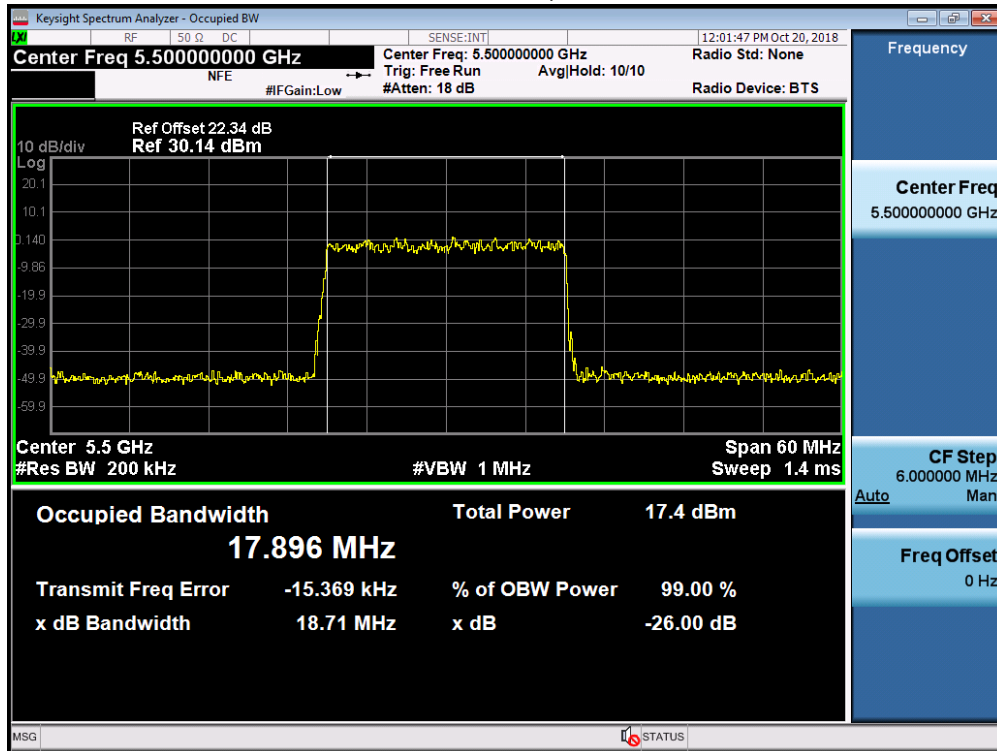 Keysight Spectrum Analyzer - Occupied BW
LXI RF 50 Ω DC SENSE:INT 12:01:47 PM Oct 20, 2018
Center Freq 5.500000000 GHz Center Freq: 5.500000000 GHz Radio Std: None
NFE Trig: Free Run Avg|Hold: 10/10
#IFGain:Low #Atten: 18 dB Radio Device: BTS
Frequency
Ref Offset 22.34 dB
10 dB/div Ref 30.14 dBm
Log
20.1
10.1
0.140
-9.86
-19.9
-29.9
-39.9
-49.9
-59.9
Center 5.5 GHz Span 60 MHz
#Res BW 200 kHz #VBW 1 MHz Sweep 1.4 ms
Occupied Bandwidth Total Power 17.4 dBm
17.896 MHz
Transmit Freq Error -15.369 kHz % of OBW Power 99.00 %
x dB Bandwidth 18.71 MHz x dB -26.00 dB
Center Freq
5.500000000 GHz
CF Step
6.000000 MHz
Auto Man
Freq Offset
0 Hz
MSG STATUS